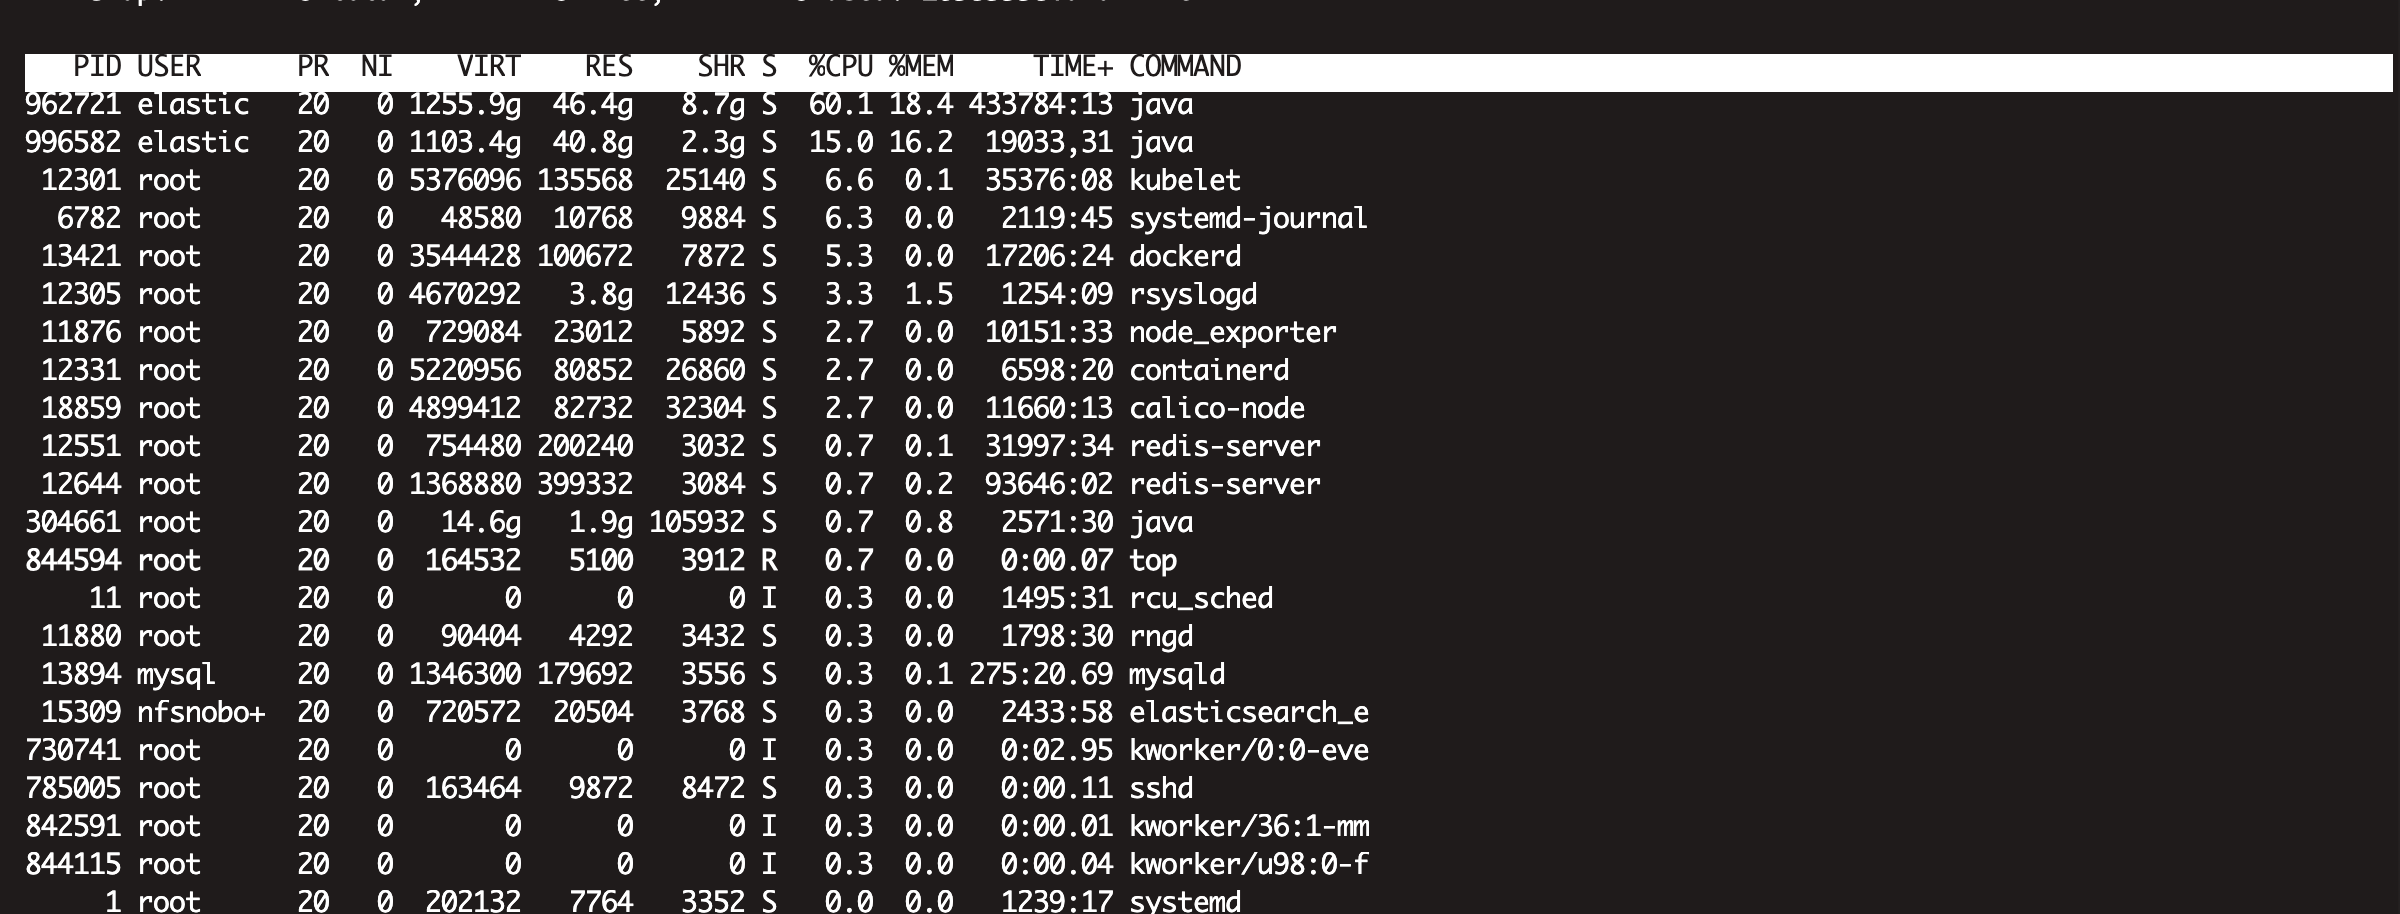 PID USER PR NI VIRT RES SHR S %CPU %MEM TIME+ COMMAND
962721 elastic 20 0 1255.9g 46.4g 8.7g S 60.1 18.4 433784:13 java
996582 elastic 20 0 1103.4g 40.8g 2.3g S 15.0 16.2 19033,31 java
12301 root 20 0 5376096 135568 25140 S 6.6 0.1 35376:08 kubelet
6782 root 20 0 48580 10768 9884 S 6.3 0.0 2119:45 systemd-journal
13421 root 20 0 3544428 100672 7872 S 5.3 0.0 17206:24 dockerd
12305 root 20 0 4670292 3.8g 12436 S 3.3 1.5 1254:09 rsyslogd
11876 root 20 0 729084 23012 5892 S 2.7 0.0 10151:33 node_exporter
12331 root 20 0 5220956 80852 26860 S 2.7 0.0 6598:20 containerd
18859 root 20 0 4899412 82732 32304 S 2.7 0.0 11660:13 calico-node
12551 root 20 0 754480 200240 3032 S 0.7 0.1 31997:34 redis-server
12644 root 20 0 1368880 399332 3084 S 0.7 0.2 93646:02 redis-server
304661 root 20 0 14.6g 1.9g 105932 S 0.7 0.8 2571:30 java
844594 root 20 0 164532 5100 3912 R 0.7 0.0 0:00.07 top
11 root 20 0 0 0 0 I 0.3 0.0 1495:31 rcu_sched
11880 root 20 0 90404 4292 3432 S 0.3 0.0 1798:30 rngd
13894 mysql 20 0 1346300 179692 3556 S 0.3 0.1 275:20.69 mysqld
15309 nfsnobo+ 20 0 720572 20504 3768 S 0.3 0.0 2433:58 elasticsearch_e
730741 root 20 0 0 0 0 I 0.3 0.0 0:02.95 kworker/0:0-eve
785005 root 20 0 163464 9872 8472 S 0.3 0.0 0:00.11 sshd
842591 root 20 0 0 0 0 I 0.3 0.0 0:00.01 kworker/36:1-mm
844115 root 20 0 0 0 0 I 0.3 0.0 0:00.04 kworker/u98:0-f
1 root 20 0 202132 7764 3352 S 0.0 0.0 1239:17 systemd